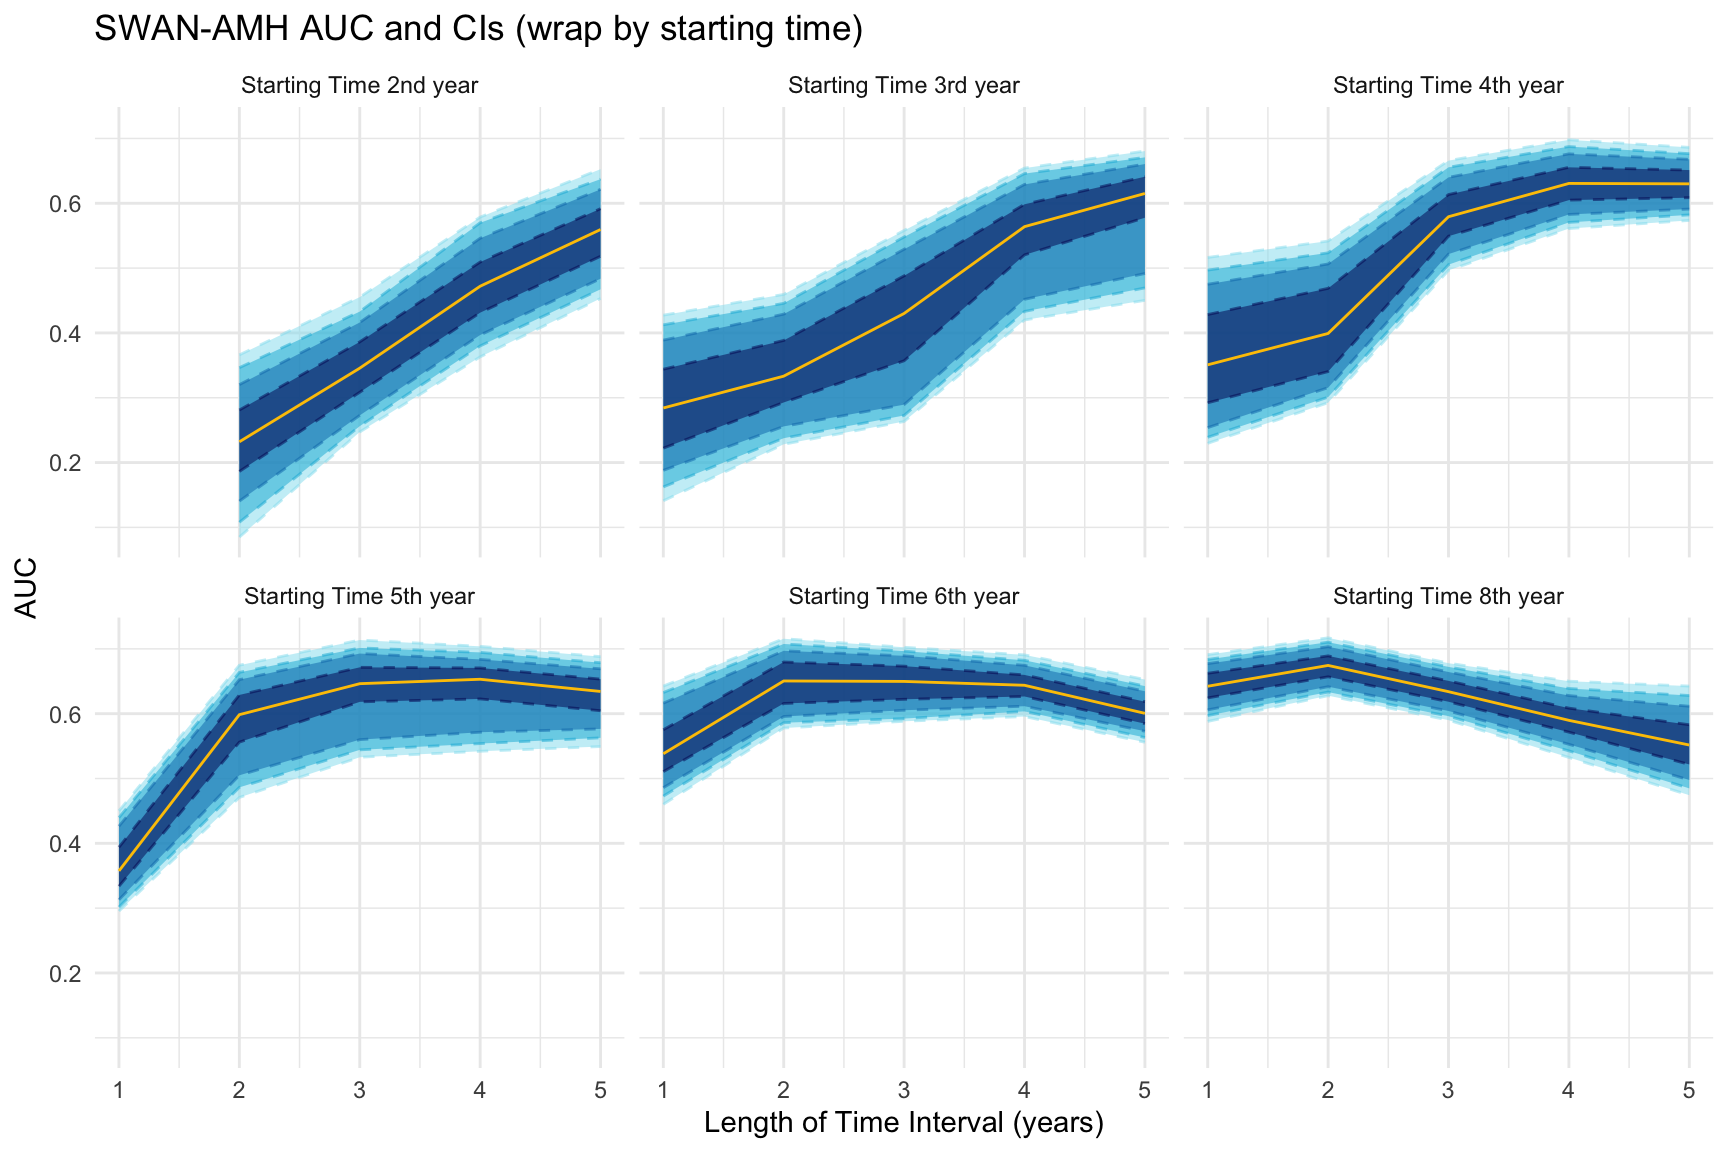 SWAN-AMH AUC and CIs (wrap by starting time)
Starting Time 2nd year
Starting Time 3rd year
Starting Time 4th year
0.6
0.4
0.2
AUC
Starting Time 5th year
Starting Time 6th year
Starting Time 8th year
0.6
0.4
0.2
1 2 3 4 5
1 2 3 4 5
1 2 3 4 5
Length of Time Interval (years)